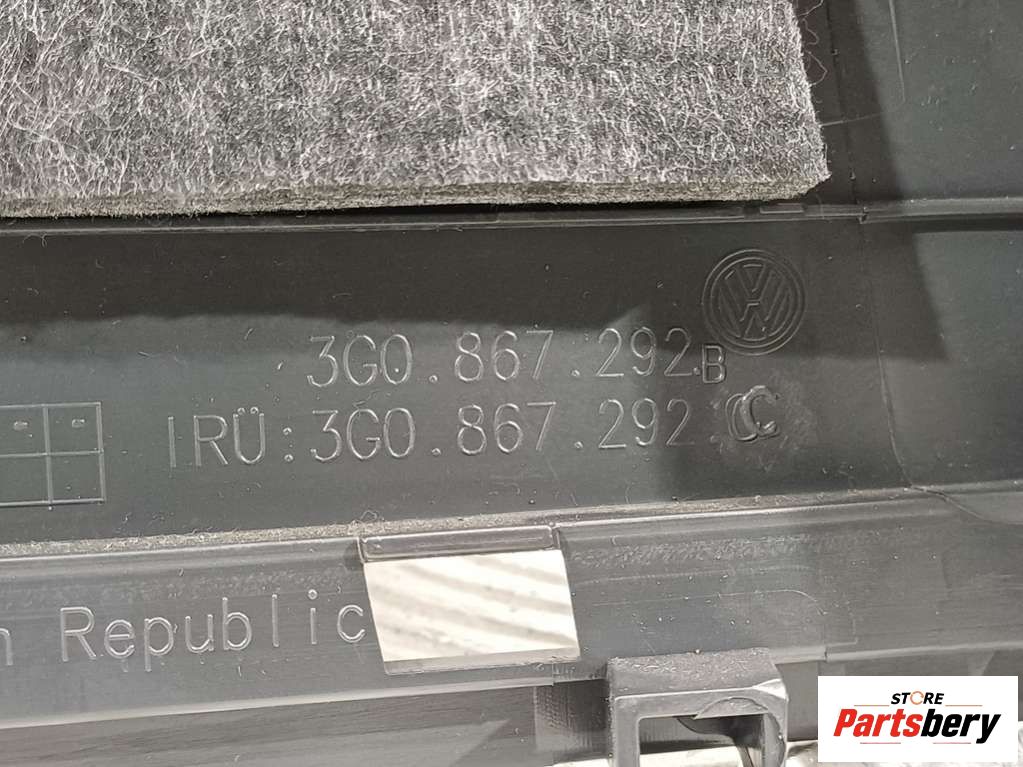 3G0.867.292.B
IRÜ:3G0.867.292.C
n Republic
STORE
Partsbery